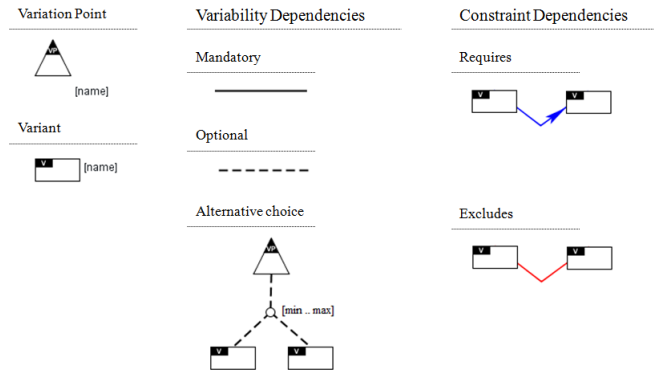 Variation Point
VP
[name]
Variant
V
[name]
Variability Dependencies
Mandatory
Optional
Alternative choice
VP
[min .. max]
V
V
Constraint Dependencies
Requires
V
V
Excludes
V
V